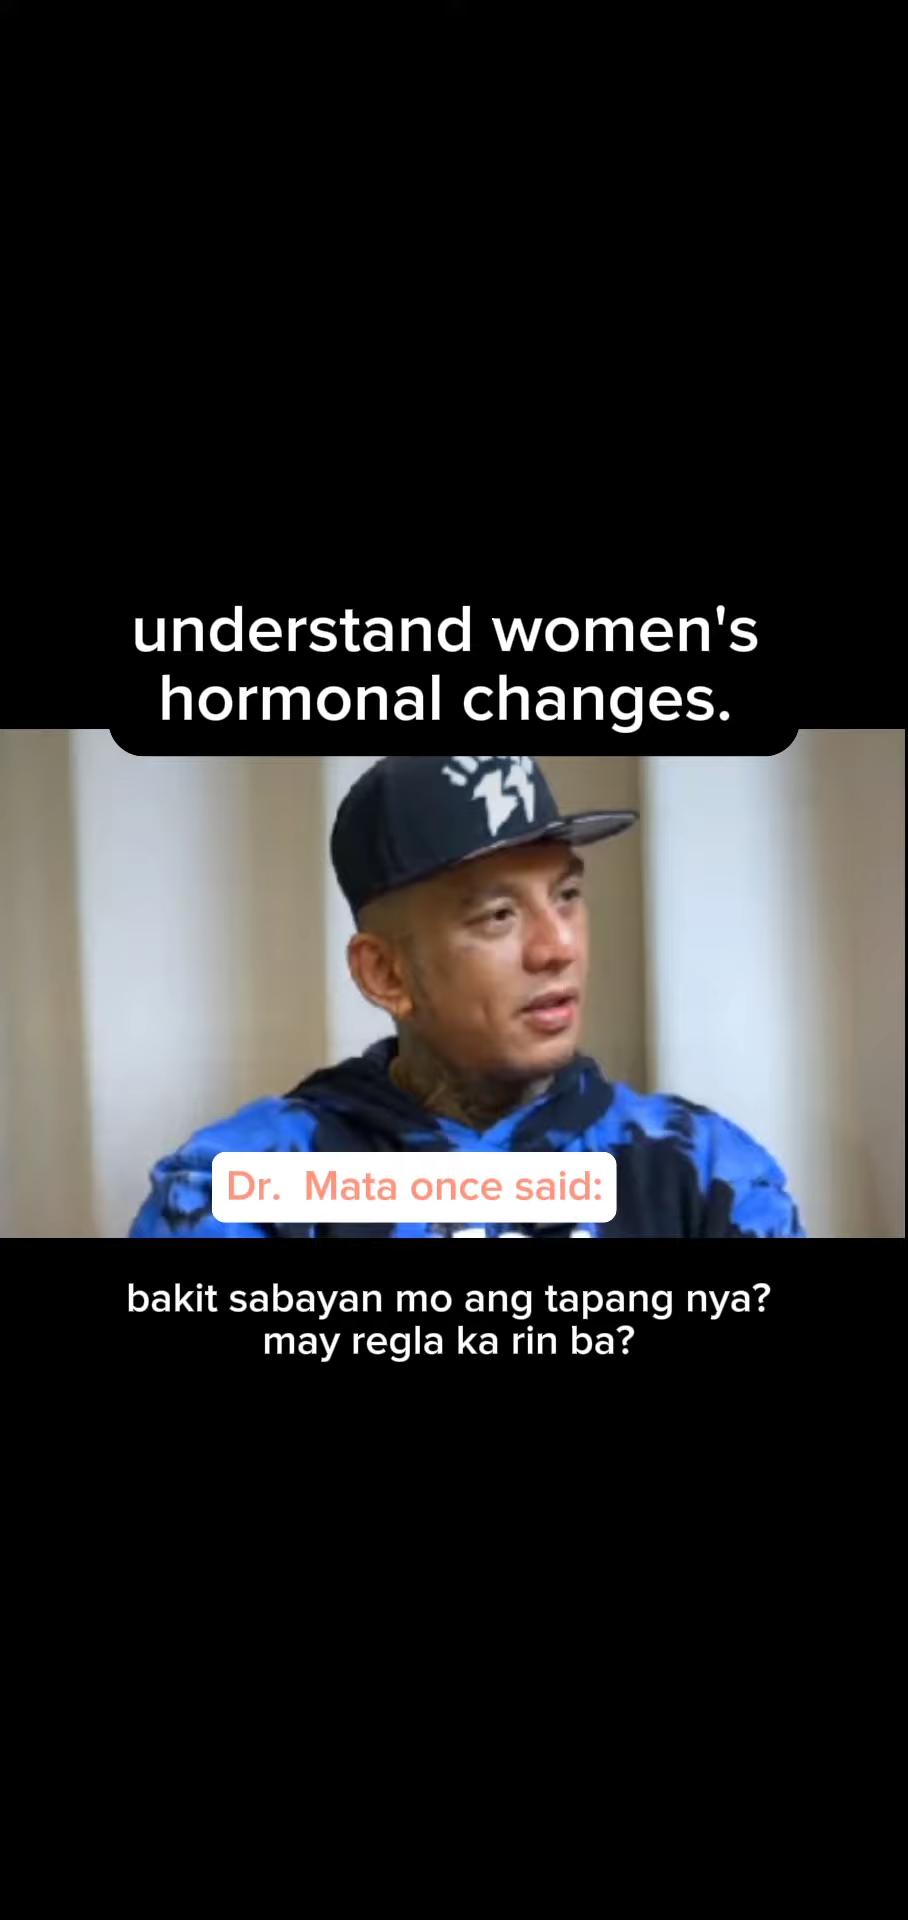 understand women's
hormonal changes.
Dr. Mata once said:
bakit sabayan mo ang tapang nya?
may regla ka rin ba?